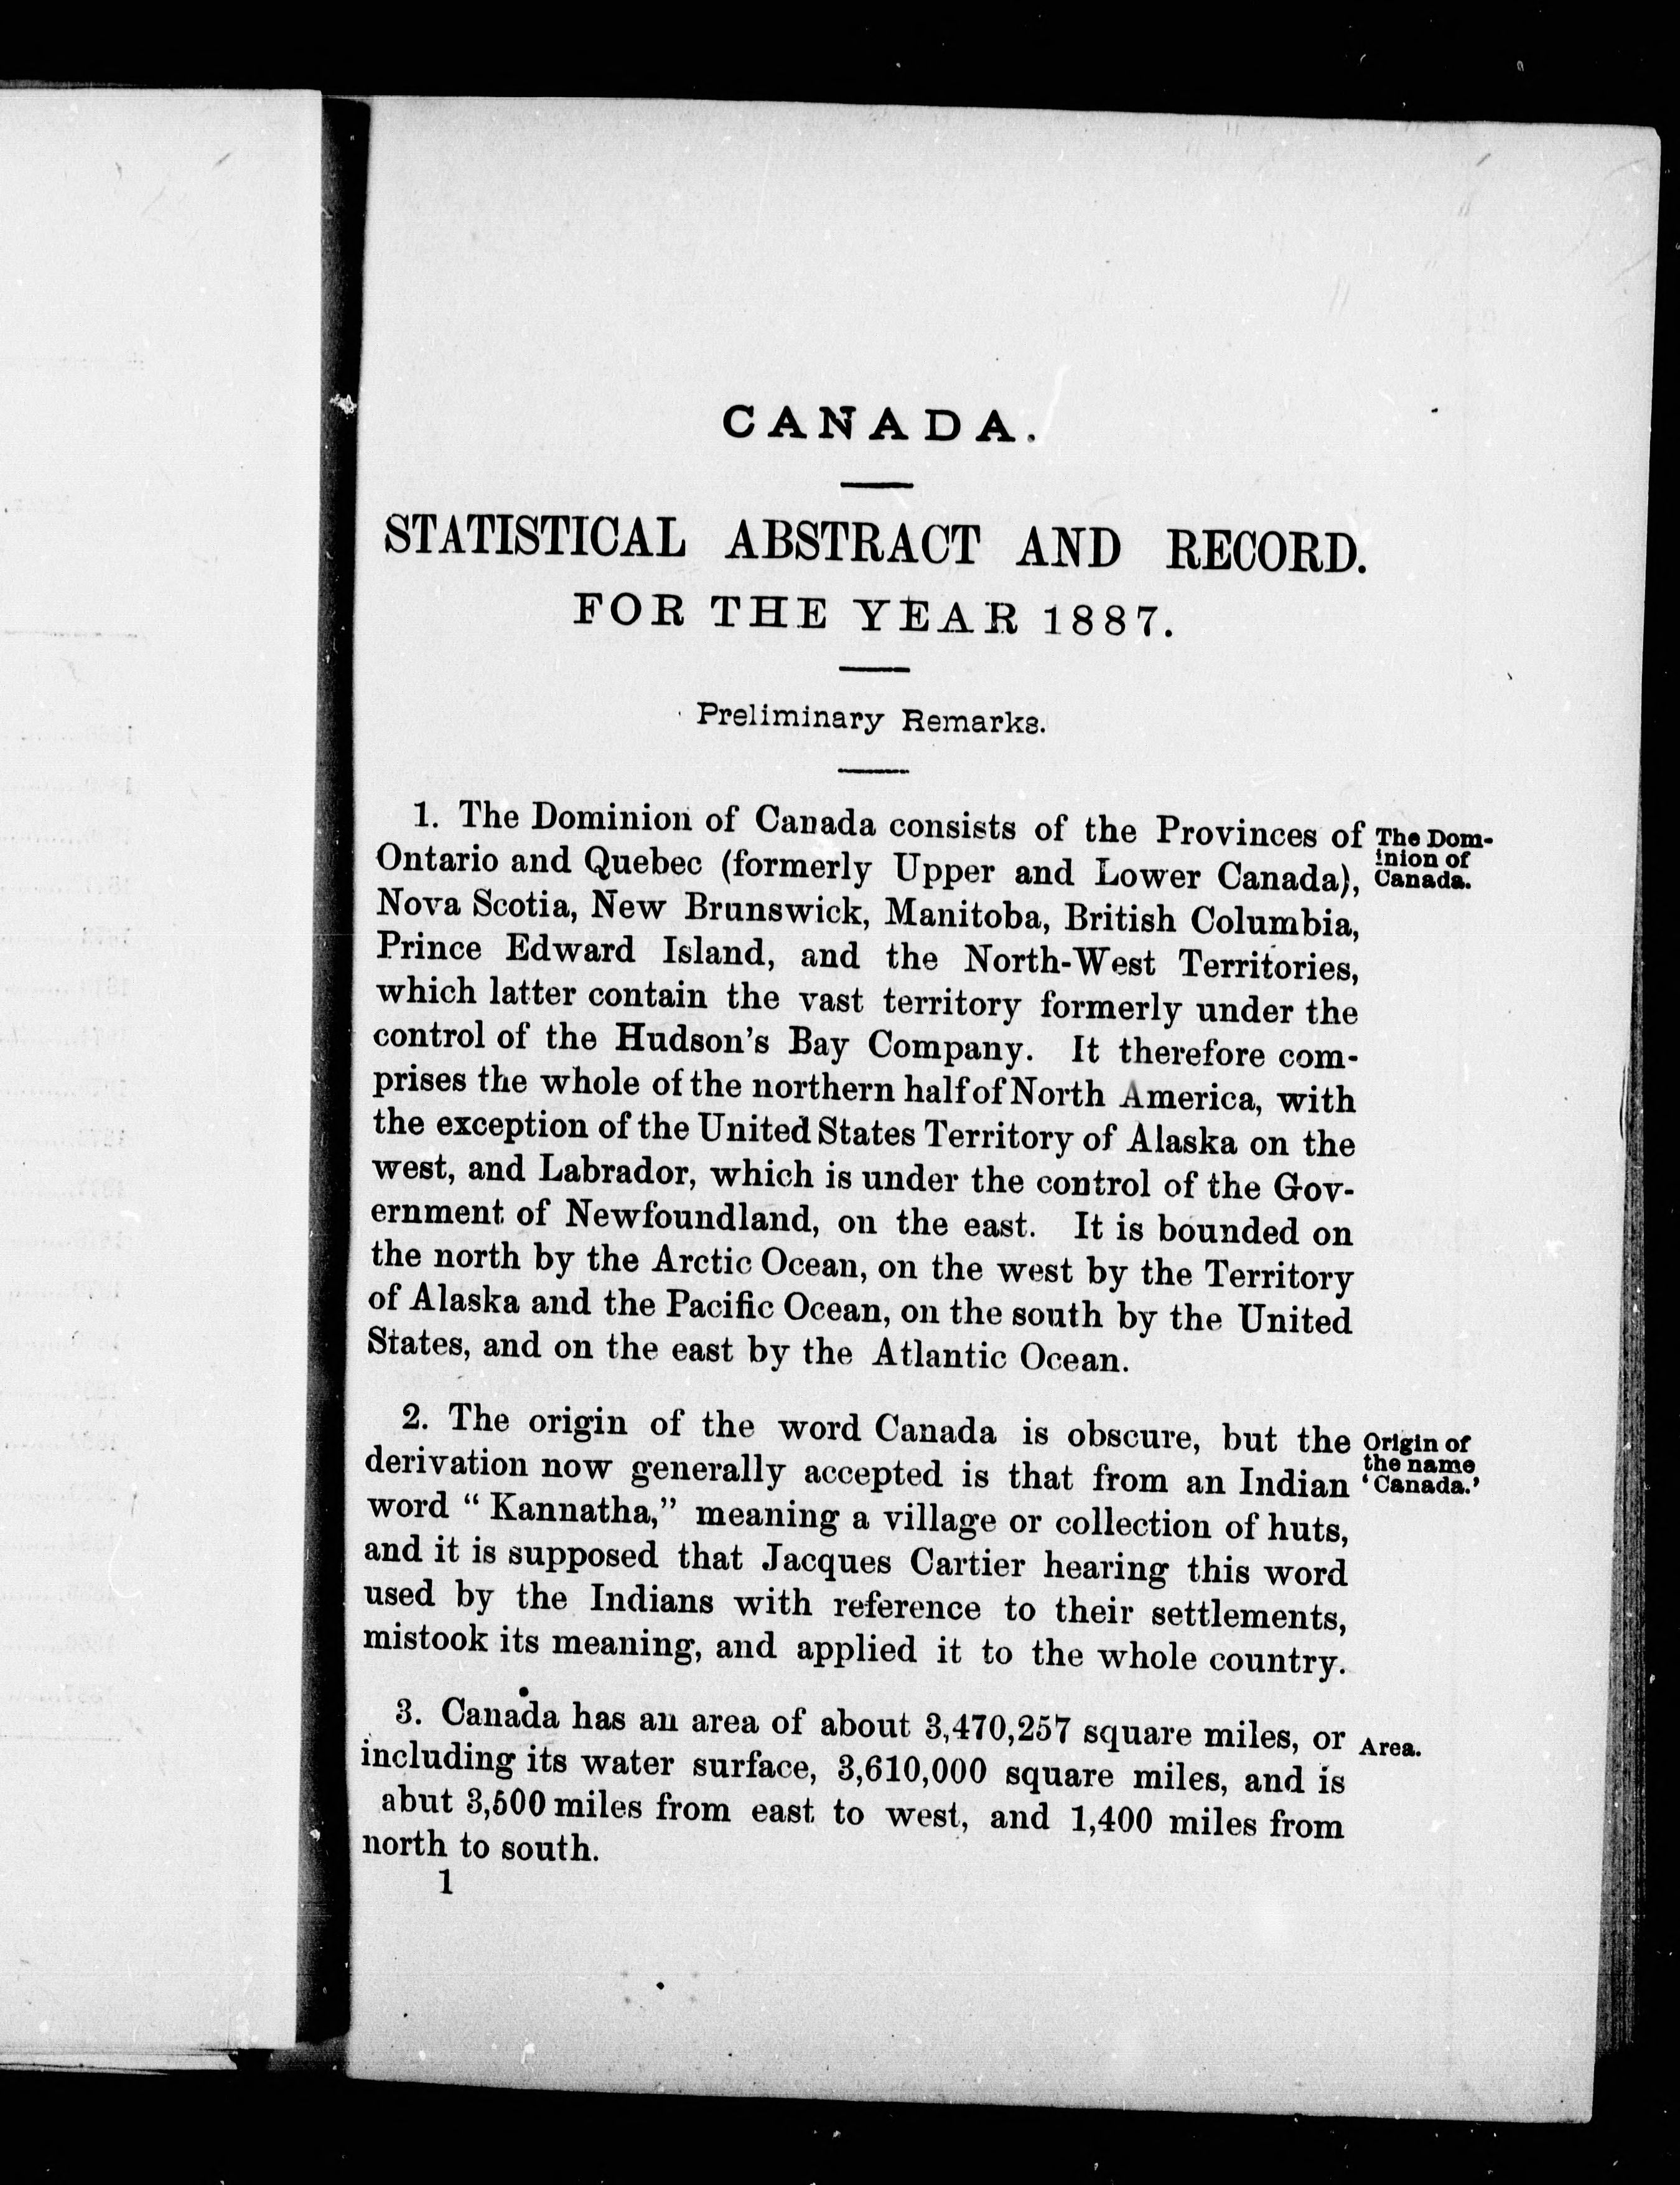 CANADA.
STATISTICAL ABSTRACT AND RECORD.
FOR THE YEAR 1887.
Preliminary Remarks.
1. The Dominion of Canada consists of the Provinces of
Ontario and Quebec (formerly Upper and Lower Canada),
Nova Scotia, New Brunswick, Manitoba, British Columbia,
Prince Edward Island, and the North-West Territories,
which latter contain the vast territory formerly under the
control of the Hudson's Bay Company. It therefore com-
prises the whole of the northern half of North America, with
the exception of the United States Territory of Alaska on the
west, and Labrador, which is under the control of the Gov-
ernment of Newfoundland, on the east. It is bounded on
the north by the Arctic Ocean, on the west by the Territory
of Alaska and the Pacific Ocean, on the south by the United
States, and on the east by the Atlantic Ocean.
The Dom-
inion of
Canada.
2. The origin of the word Canada is obscure, but the
derivation now generally accepted is that from an Indian
word “ Kannatha,” meaning a village or collection of huts,
and it is supposed that Jacques Cartier hearing this word
used by the Indians with reference to their settlements,
mistook its meaning, and applied it to the whole country.
Origin of
the name
‘Canada.’
3. Canada has an area of about 3,470,257 square miles, or
including its water surface, 3,610,000 square miles, and is
abut 3,500 miles from east to west, and 1,400 miles from
north to south.
Area.
1